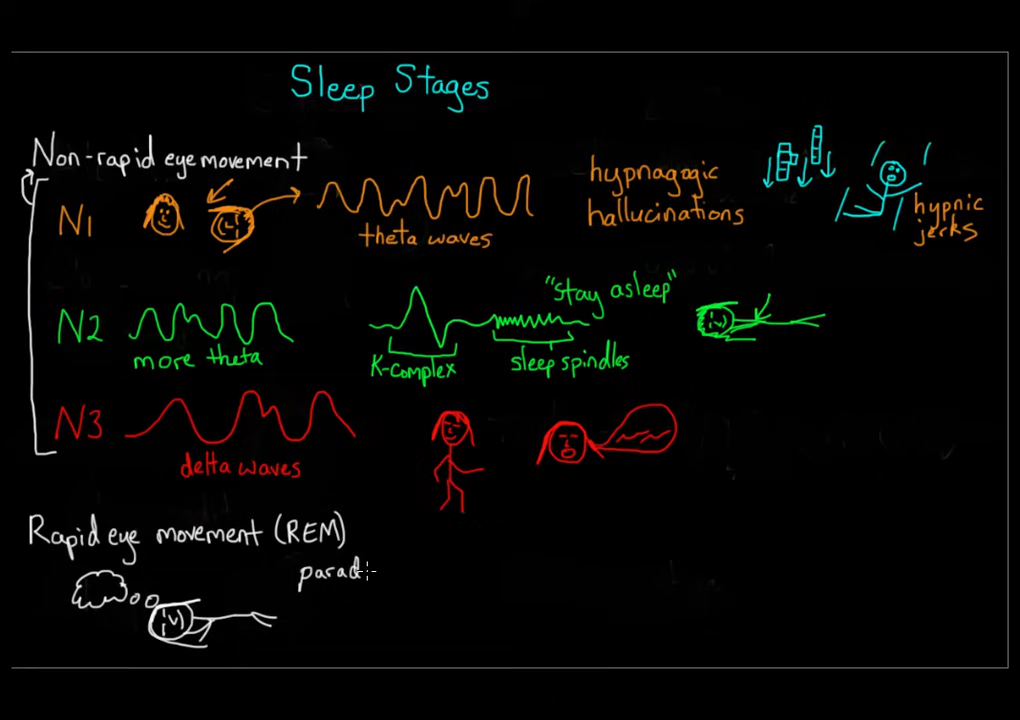 Sleep Stages
Non-rapid eye movement
N1
theta waves
hypnagogic
hallucinations
hypnic
jerks
N2
more theta
K-complex
"stay asleep"
sleep spindles
N3
delta waves
Rapid eye movement (REM)
parad